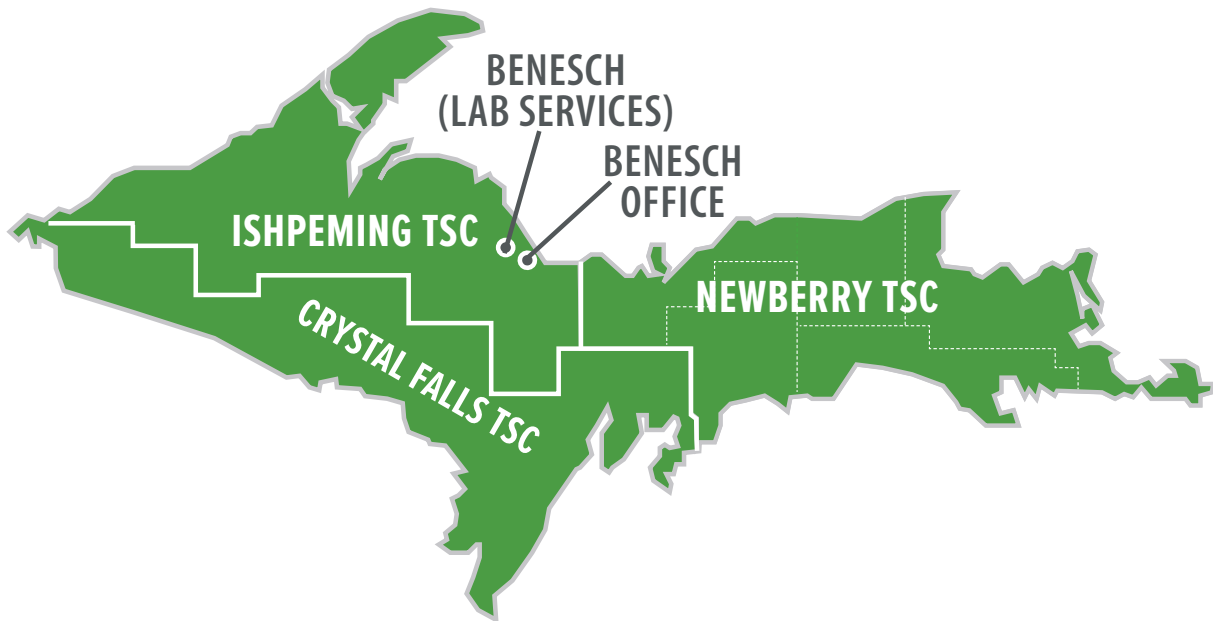 BENESCH
(LAB SERVICES)
BENESCH
OFFICE
ISHPEMING TSC
NEWBERRY TSC
CRYSTAL FALLS TSC